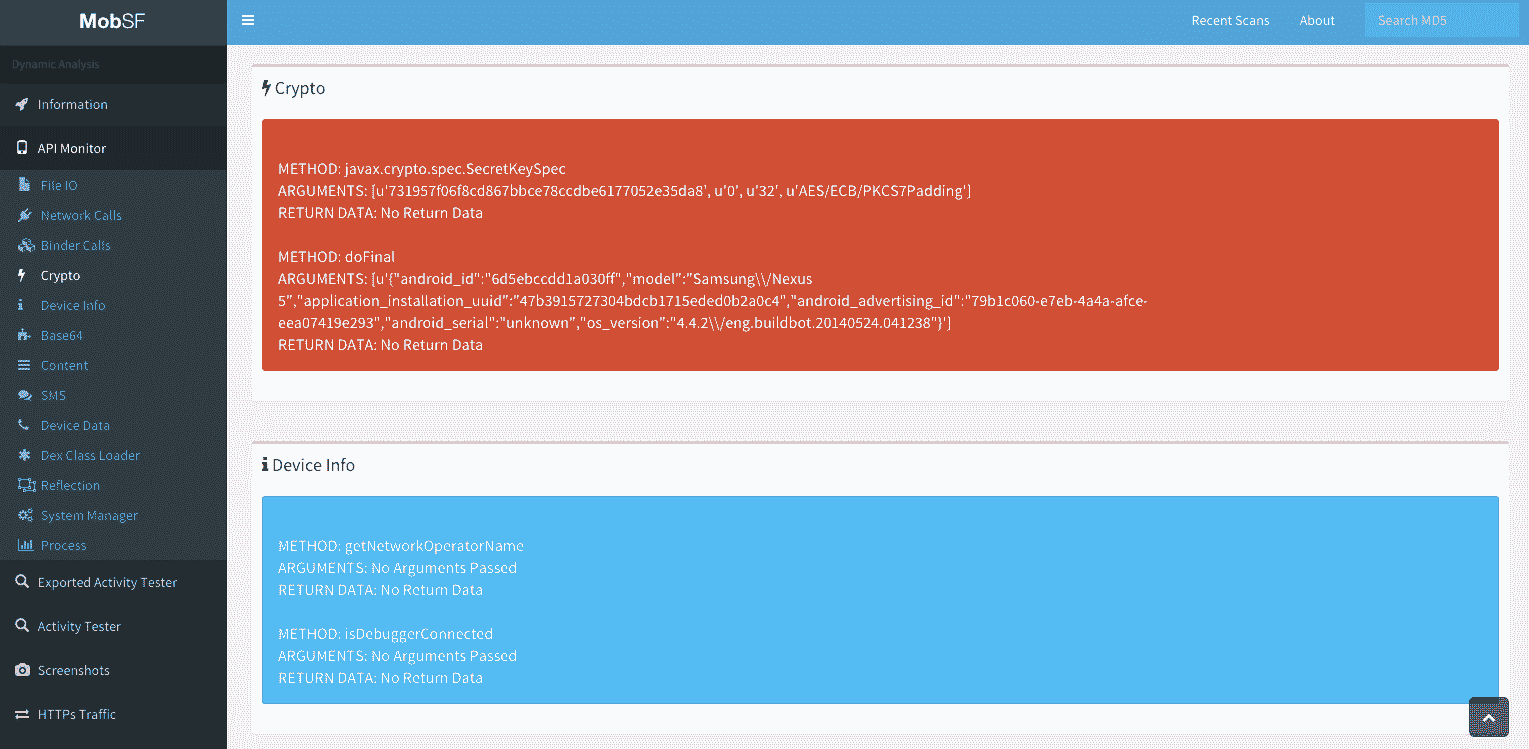 MobSF
Recent Scans
About
Search MD5
Dynamic Analysis
Information
API Monitor
File IO
Network Calls
Binder Calls
Crypto
Device Info
Base64
Content
SMS
Device Data
Dex Class Loader
Reflection
System Manager
Process
Exported Activity Tester
Activity Tester
Screenshots
HTTPs Traffic
Crypto
METHOD: javax.crypto.spec.SecretKeySpec
ARGUMENTS: [u'731957f06f8cd867bbce78ccdbe6177052e35da8', u'0', u'32', u'AES/ECB/PKCS7Padding']
RETURN DATA: No Return Data
METHOD: doFinal
ARGUMENTS: [u'{"android_id":"6d5ebccdd1a030ff","model":"Samsung\\/Nexus
5","application_installation_uuid":"47b3915727304bdcb1715eded0b2a0c4","android_advertising_id":"79b1c060-e7eb-4a4a-afce-
eea07419e293","android_serial":"unknown","os_version":"4.4.2\\/eng.buildbot.20140524.041238"}']
RETURN DATA: No Return Data
Device Info
METHOD: getNetworkOperatorName
ARGUMENTS: No Arguments Passed
RETURN DATA: No Return Data
METHOD: isDebuggerConnected
ARGUMENTS: No Arguments Passed
RETURN DATA: No Return Data